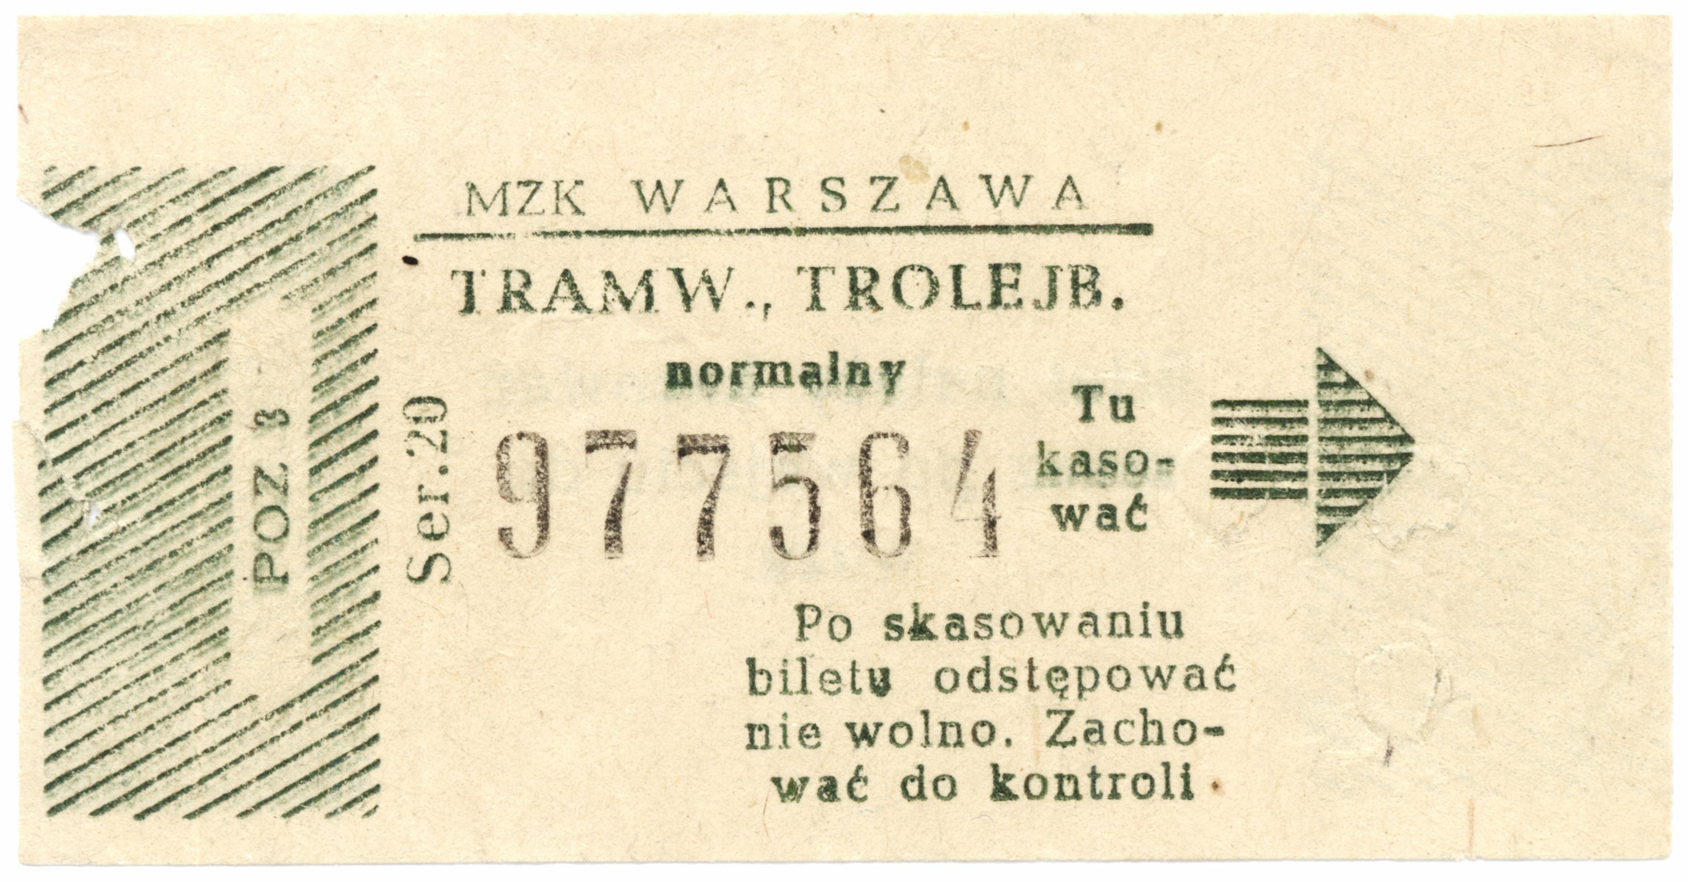 MZK WARSZAWA
TRAMW., TROLEJB.
normalny
POZ 3
Ser.20
977564
Tu
kaso-
wać
Po skasowaniu
biletu odstępować
nie wolno. Zacho-
wać do kontroli